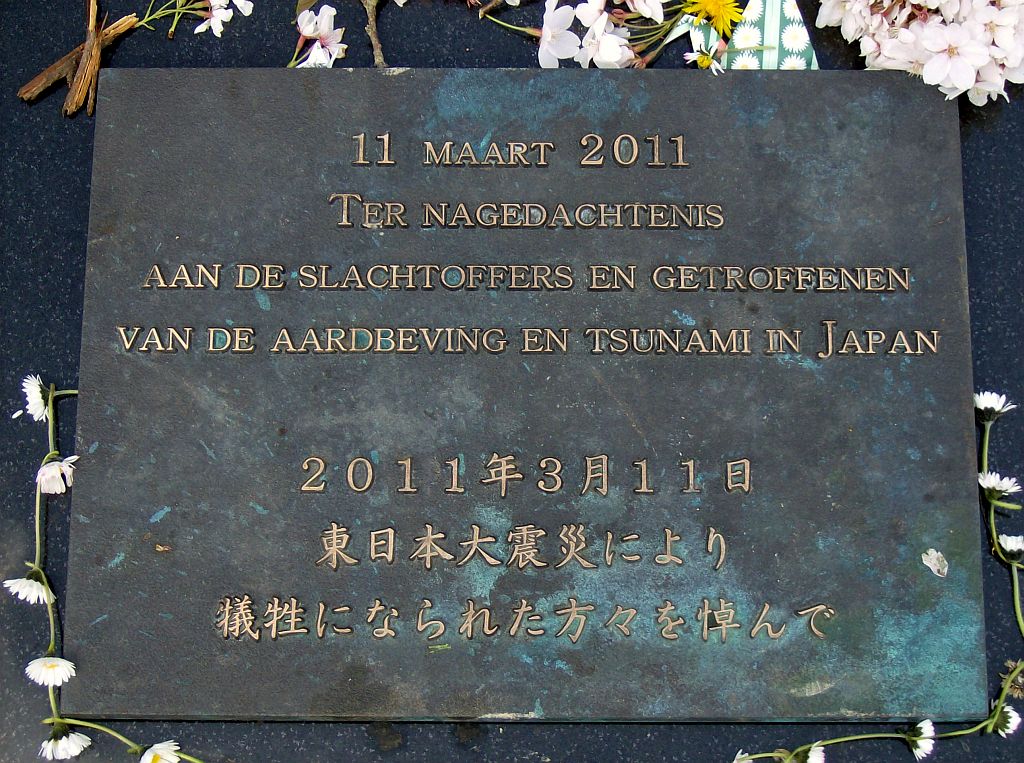 11 MAART 2011
TER NAGEDACHTENIS
AAN DE SLACHTOFFERS EN GETROFFENEN
VAN DE AARDBEVING EN TSUNAMI IN JAPAN
２０１１年３月１１日
東日本大震災により
犠牲になられた方々を悼んで